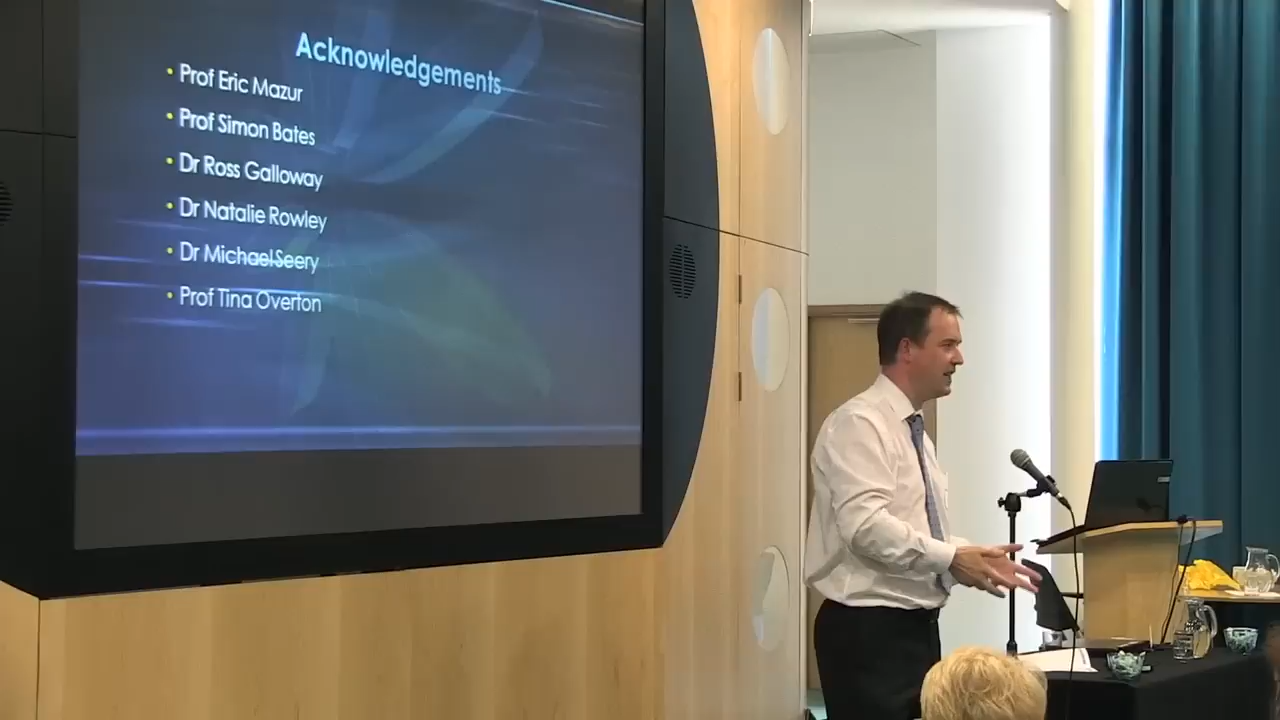 Acknowledgements
• Prof Eric Mazur
• Prof Simon Bates
• Dr Ross Galloway
• Dr Natalie Rowley
• Dr Michael Seery
• Prof Tina Overton